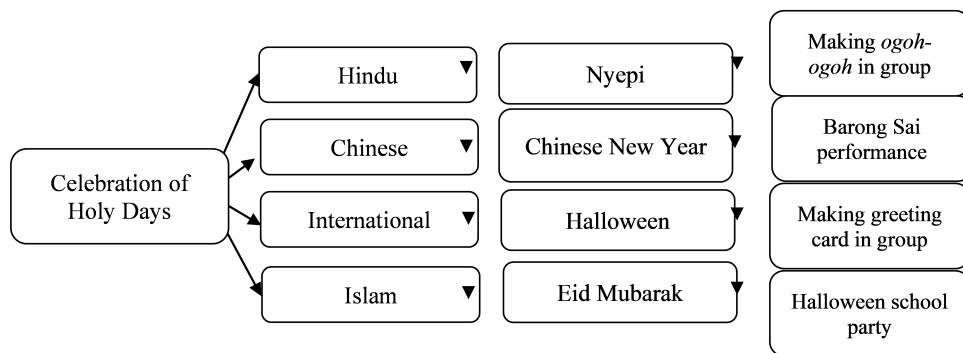 Celebration of
Holy Days
Hindu
Nyepi
Making ogoh-
ogoh in group
Chinese
Chinese New Year
Barong Sai
performance
International
Halloween
Making greeting
card in group
Islam
Eid Mubarak
Halloween school
party